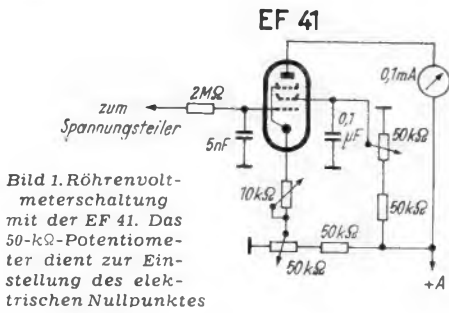 EF 41
0,1mA
2MΩ
zum
Spannungsteiler
5nF
0,1
µF
50kΩ
10kΩ
50kΩ
50kΩ
50kΩ
+A
Bild 1. Röhrenvolt-
meterschaltung
mit der EF 41. Das
50-kΩ-Potentiome-
ter dient zur Ein-
stellung des elek-
trischen Nullpunktes